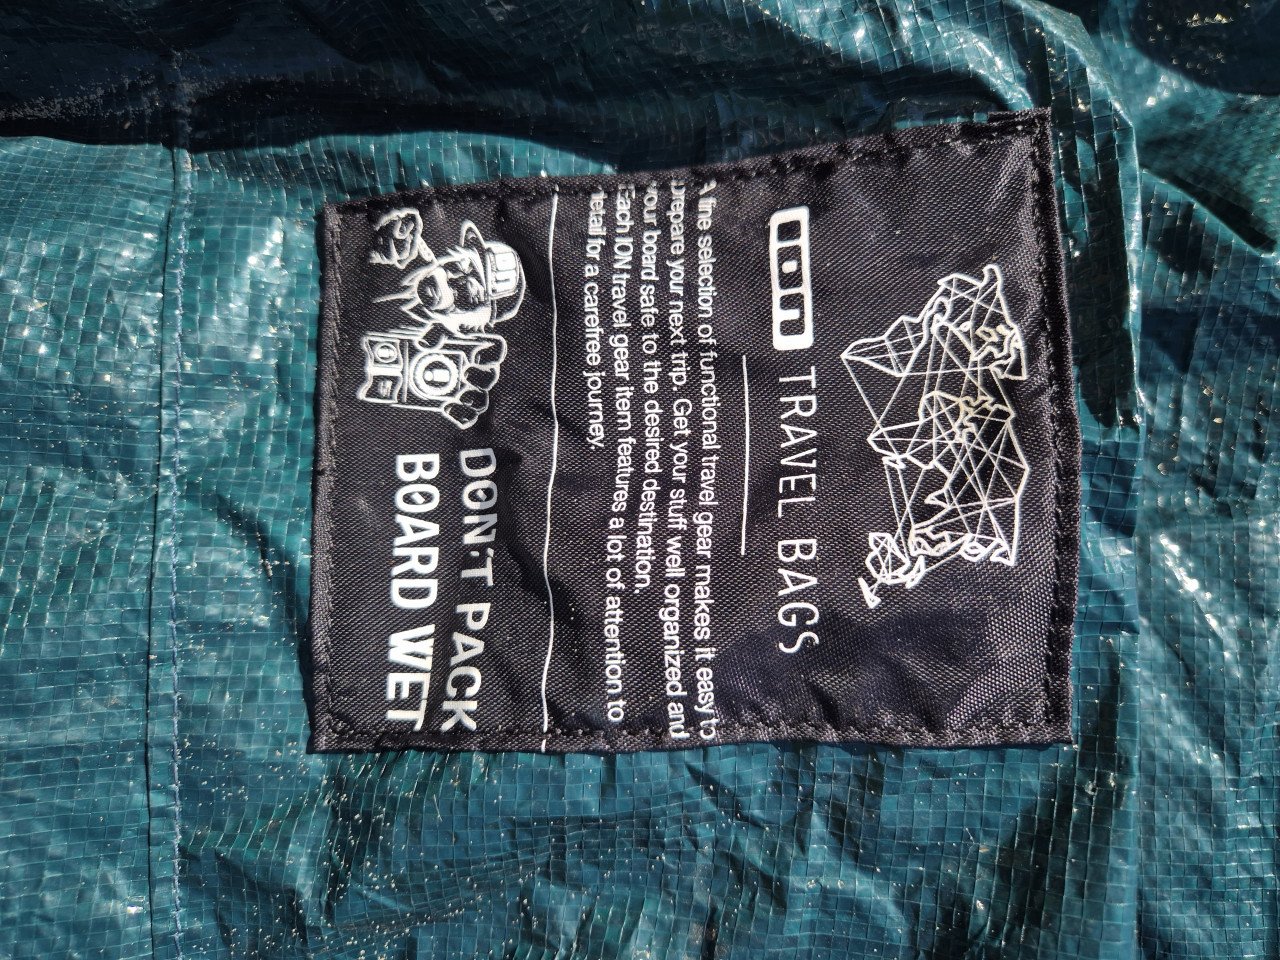 ION TRAVEL BAGS
A fine selection of functional travel gear makes it easy to
prepare your next trip. Get your stuff well organized and
your board safe to the desired destination.
Each ION travel gear item features a lot of attention to
detail for a carefree journey.
DON'T PACK
BOARD WET